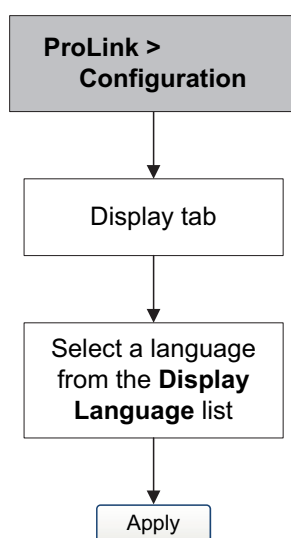 ProLink >
Configuration
Display tab
Select a language
from the Display
Language list
Apply